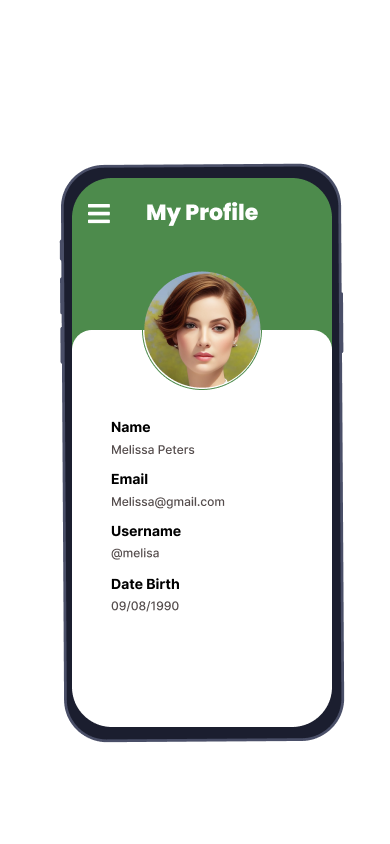 My Profile
Name
Melissa Peters
Email
Melissa@gmail.com
Username
@melisa
Date Birth
09/08/1990